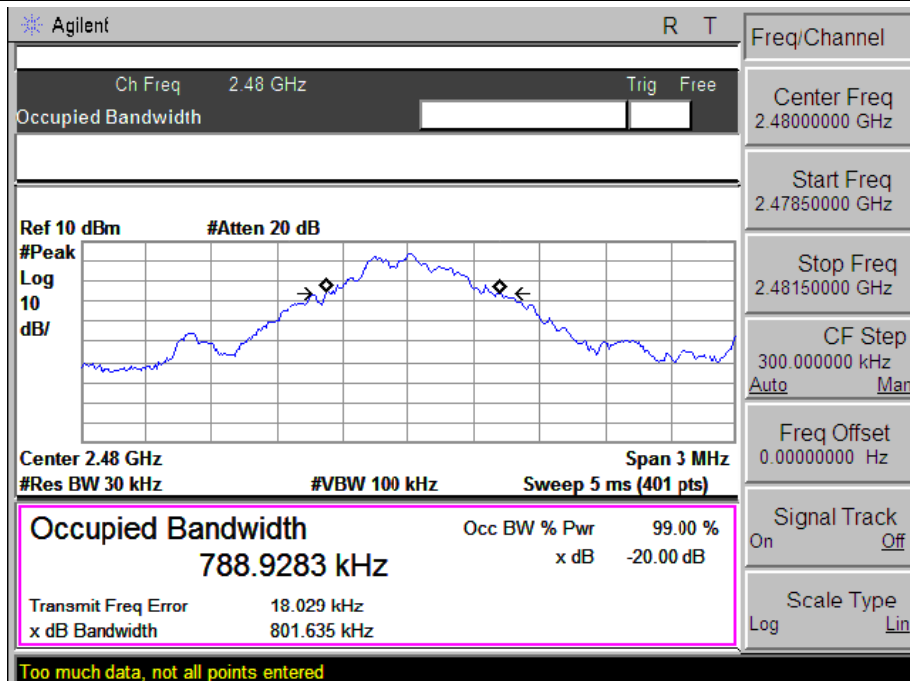 Agilent R T
Ch Freq 2.48 GHz Trig Free
Occupied Bandwidth
Ref 10 dBm #Atten 20 dB
#Peak
Log
10
dB/
Center 2.48 GHz Span 3 MHz
#Res BW 30 kHz #VBW 100 kHz Sweep 5 ms (401 pts)
Occupied Bandwidth
788.9283 kHz
Occ BW % Pwr 99.00 %
x dB -20.00 dB
Transmit Freq Error 18.029 kHz
x dB Bandwidth 801.635 kHz
Too much data, not all points entered
Freq/Channel
Center Freq
2.48000000 GHz
Start Freq
2.47850000 GHz
Stop Freq
2.48150000 GHz
CF Step
300.000000 kHz
Auto Man
Freq Offset
0.00000000 Hz
Signal Track
On Off
Scale Type
Log Lin